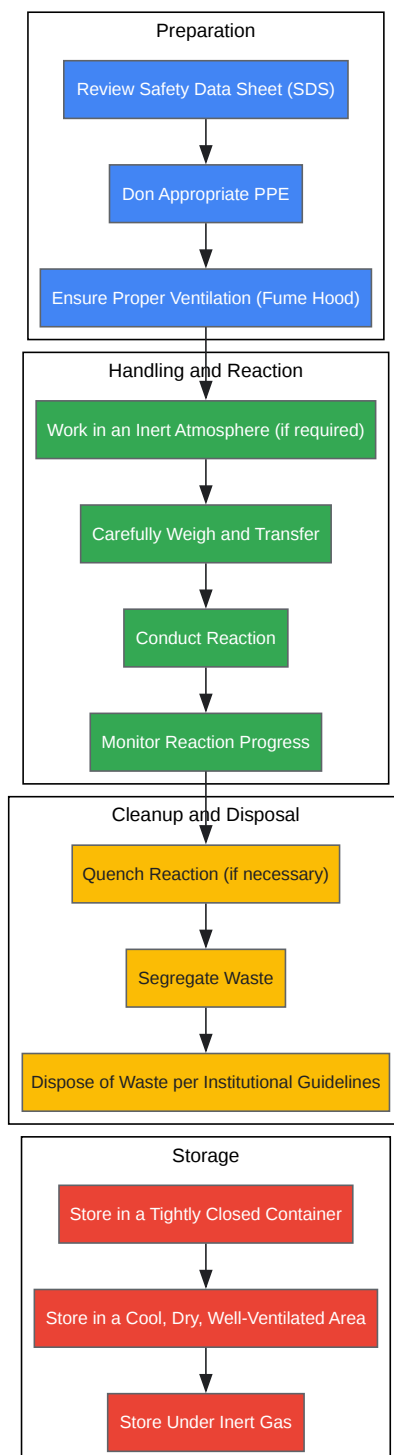 Preparation
Review Safety Data Sheet (SDS)
Don Appropriate PPE
Ensure Proper Ventilation (Fume Hood)
Handling and Reaction
Work in an Inert Atmosphere (if required)
Carefully Weigh and Transfer
Conduct Reaction
Monitor Reaction Progress
Cleanup and Disposal
Quench Reaction (if necessary)
Segregate Waste
Dispose of Waste per Institutional Guidelines
Storage
Store in a Tightly Closed Container
Store in a Cool, Dry, Well-Ventilated Area
Store Under Inert Gas